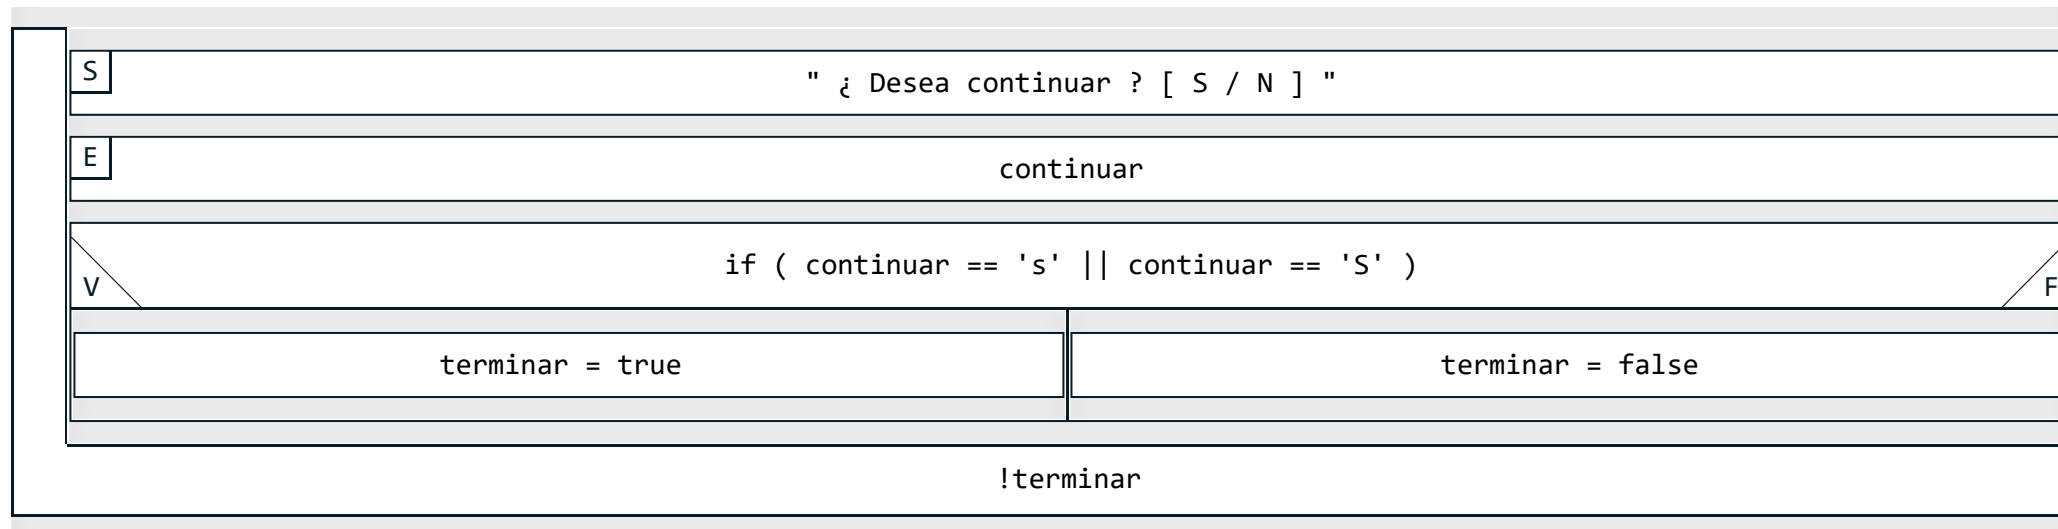 S
" ¿ Desea continuar ? [ S / N ] "
E
continuar
if ( continuar == 's' || continuar == 'S' )
V
F
terminar = true
terminar = false
!terminar